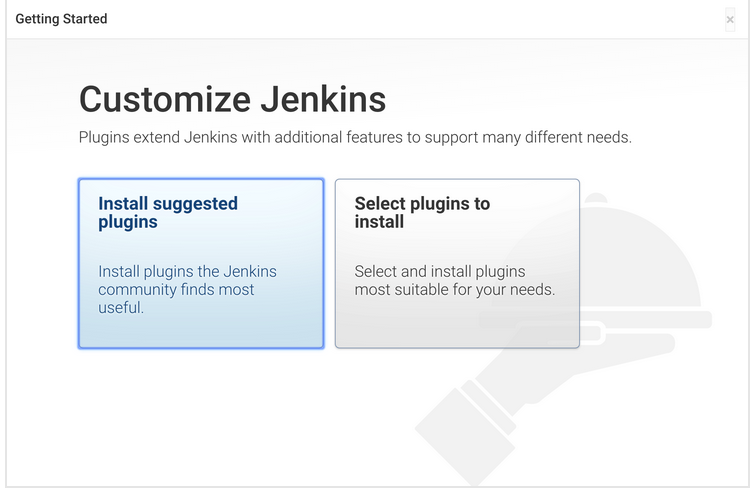 Getting Started
×
Customize Jenkins
Plugins extend Jenkins with additional features to support many different needs.
Install suggested
plugins
Install plugins the Jenkins
community finds most
useful.
Select plugins to
install
Select and install plugins
most suitable for your needs.